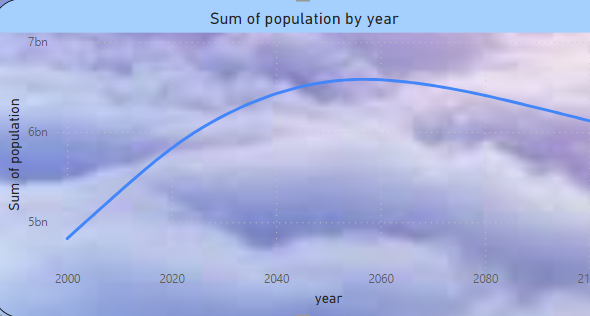 Sum of population by year
7bn
6bn
5bn
Sum of population
2000 2020 2040 2060 2080
year